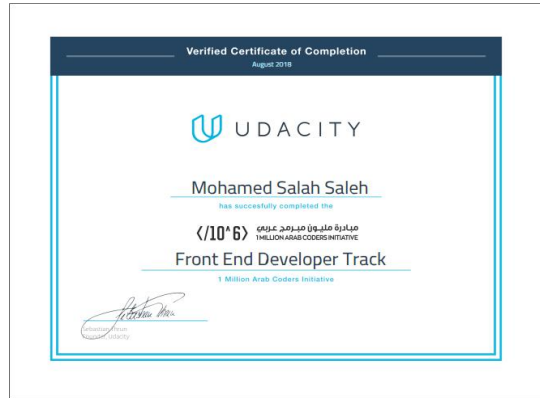 Verified Certificate of Completion
August 2018
UDACITY
Mohamed Salah Saleh
has succesfully completed the
</10^6> مبادرة مليون مبرمج عربي
1 MILLION ARAB CODERS INITIATIVE
Front End Developer Track
1 Million Arab Coders Initiative
Sebastian Thrun
Founder, Udacity